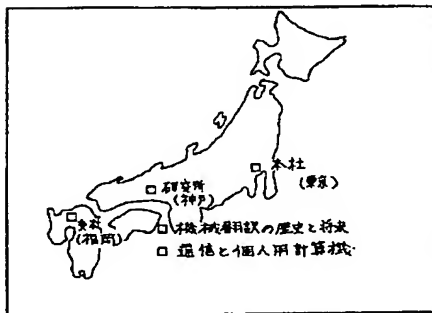 本社
(東京)
研究所
(神戸)
支社
(福岡)
機械翻訳の歴史と将来
通信と個人用計算機